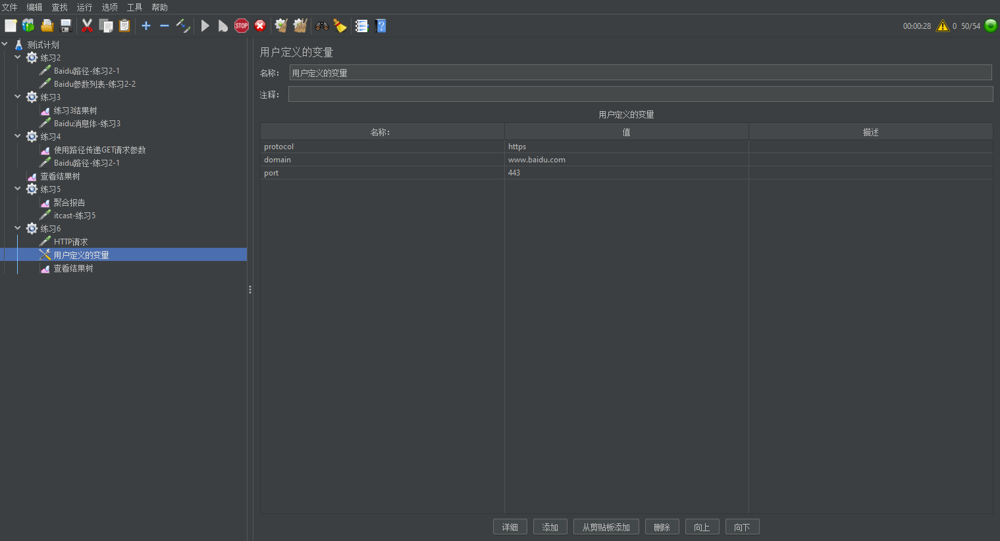 文件 编辑 查找 运行 选项 工具 帮助
STOP
00:00:28 0 50/54
测试计划
练习2
Baidu路径-练习2-1
Baidu参数列表-练习2-2
练习3
练习3结果树
Baidu消息体-练习3
练习4
使用路径传递GET请求参数
Baidu路径-练习2-1
查看结果树
练习5
聚合报告
itcast-练习5
练习6
HTTP请求
用户定义的变量
查看结果树
用户定义的变量
名称： 用户定义的变量
注释：
用户定义的变量
名称: 值 描述
protocol https
domain www.baidu.com
port 443
详细 添加 从剪贴板添加 删除 向上 向下